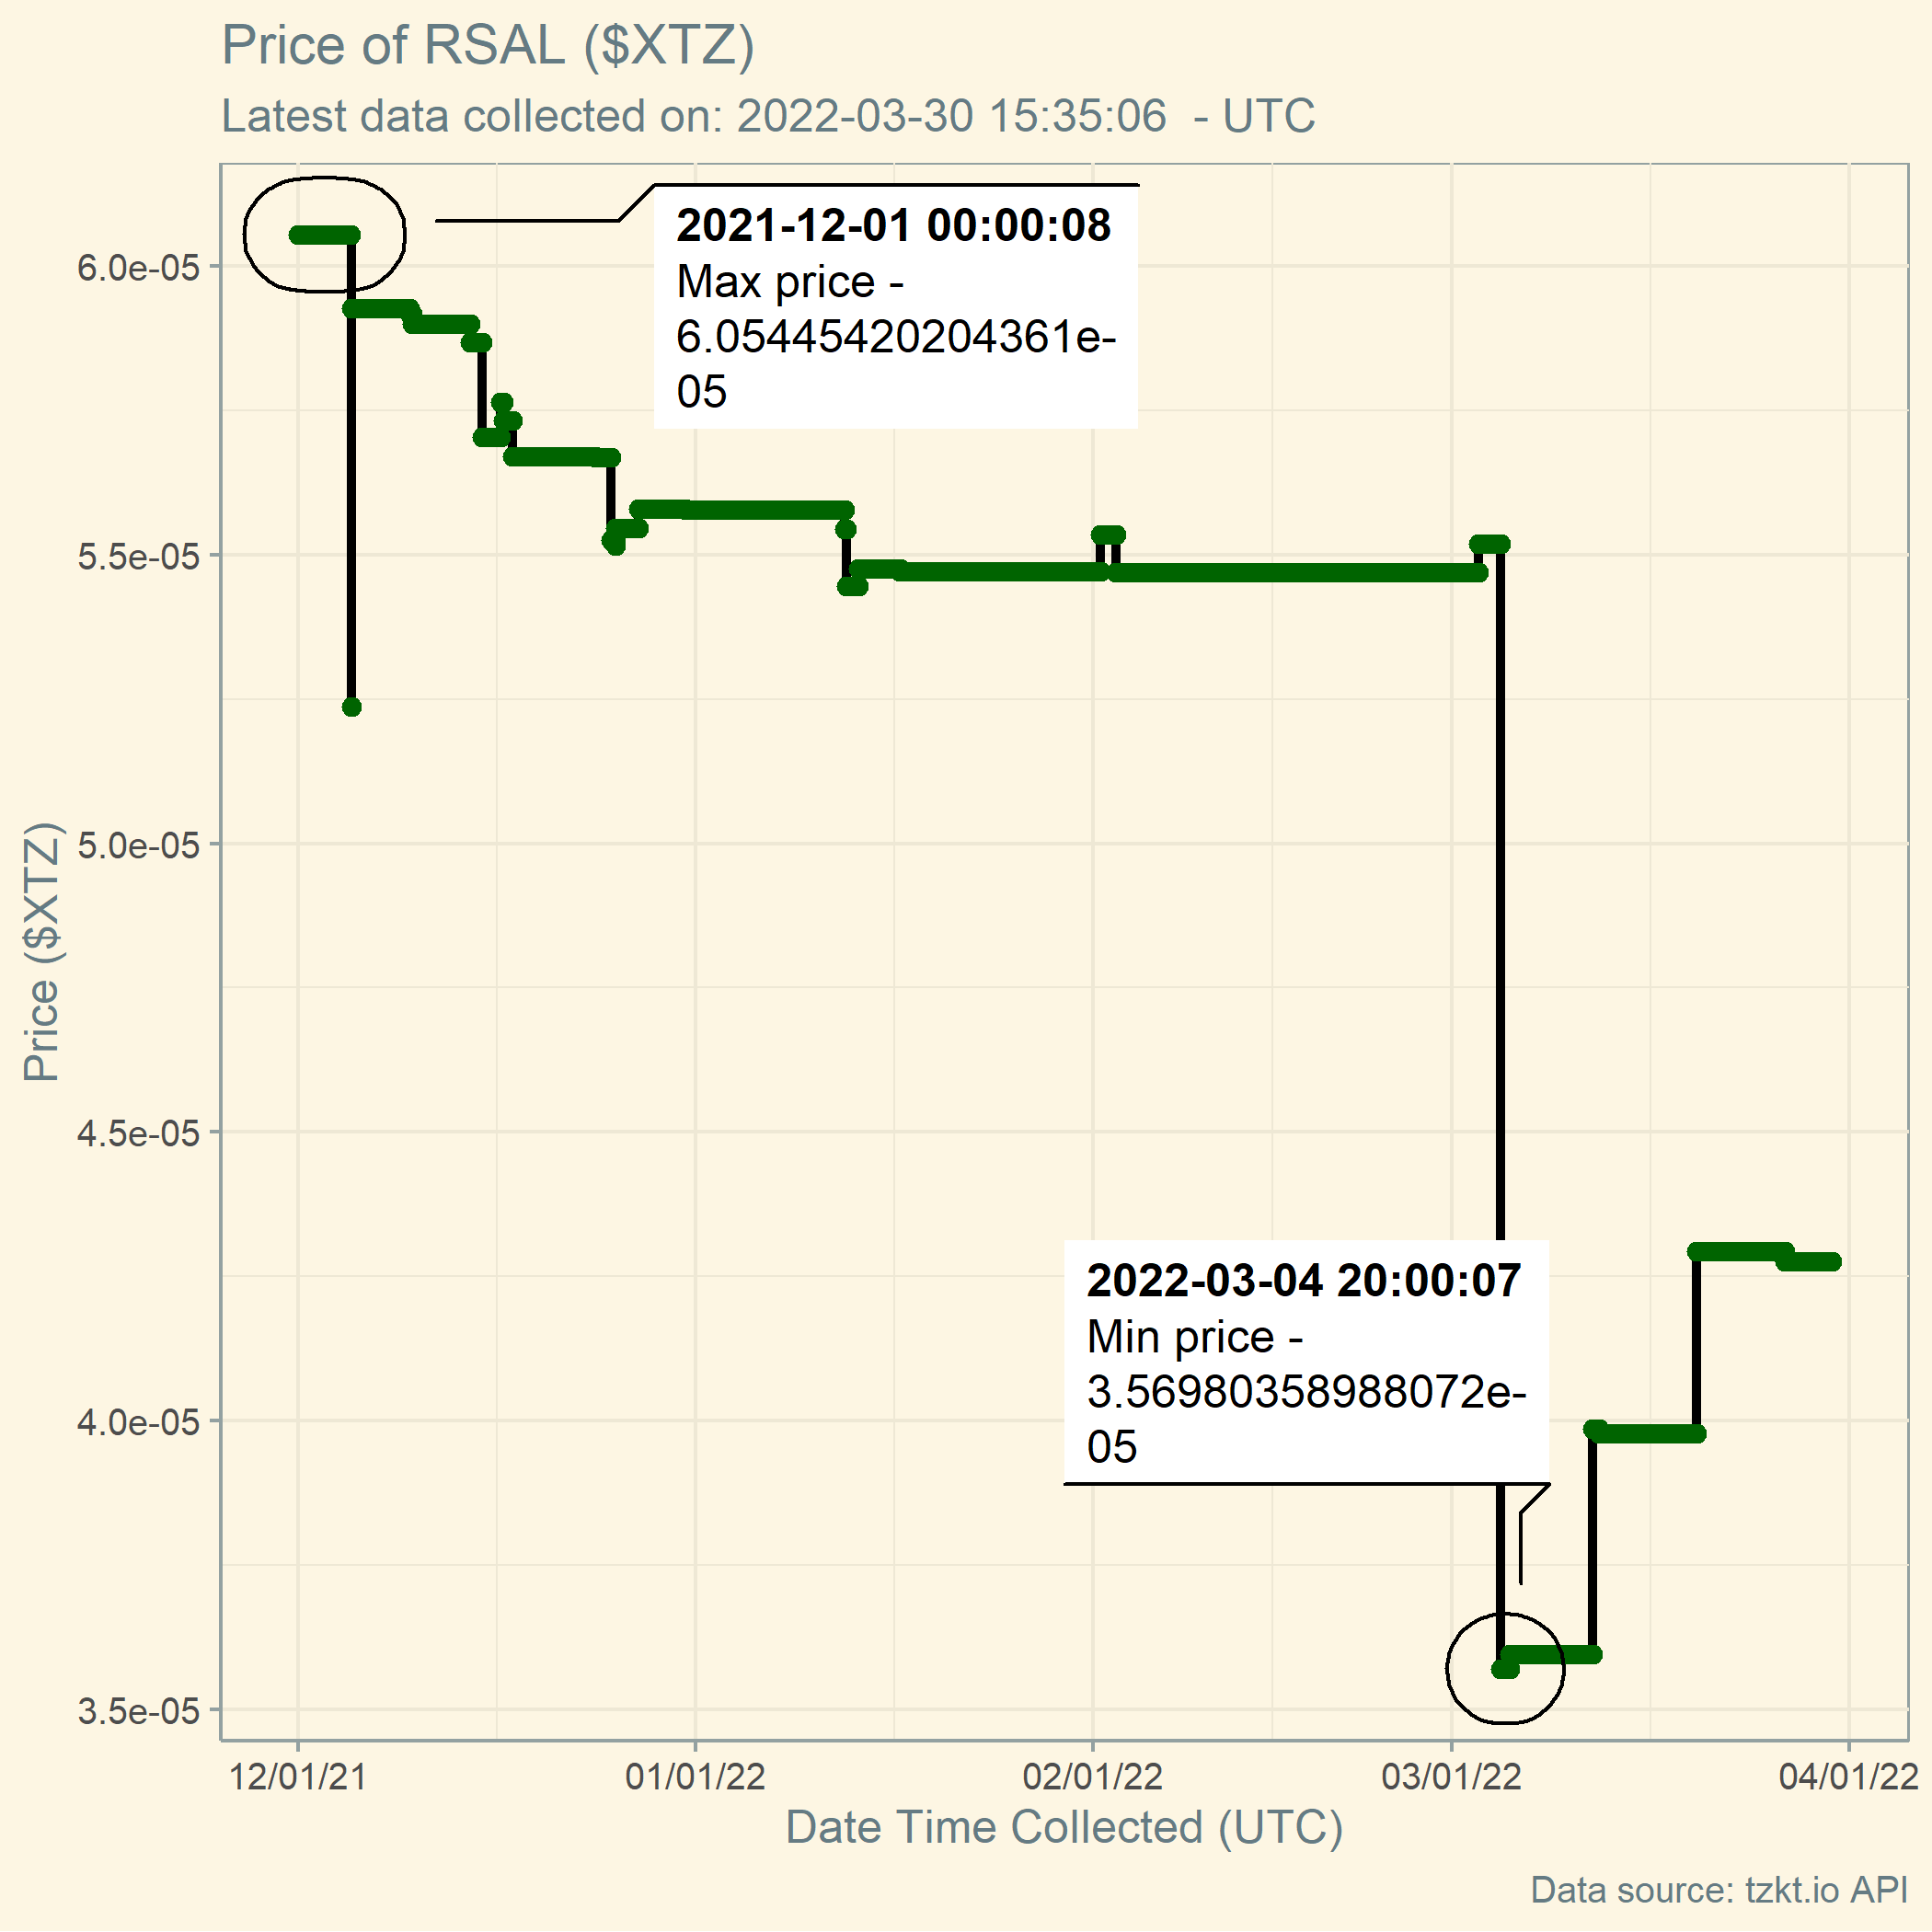 Price of RSAL ($XTZ)
Latest data collected on: 2022-03-30 15:35:06  - UTC
2021-12-01 00:00:08
Max price -
6.05445420204361e-
05
6.0e-05
5.5e-05
5.0e-05
4.5e-05
4.0e-05
3.5e-05
Price ($XTZ)
2022-03-04 20:00:07
Min price -
3.56980358988072e-
05
12/01/21
01/01/22
02/01/22
03/01/22
04/01/22
Date Time Collected (UTC)
Data source: tzkt.io API